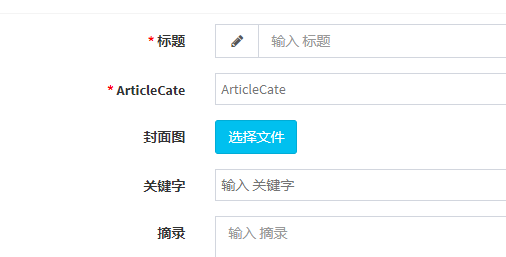 * 标题 输入 标题
* ArticleCate ArticleCate
封面图 选择文件
关键字 输入 关键字
摘录 输入 摘录